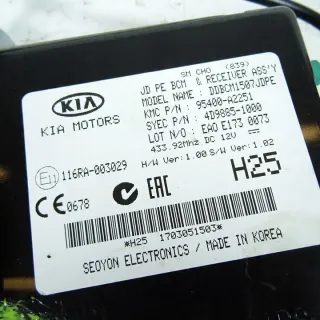 SM CHO (839)
JD PE BCM & RECEIVER ASS'Y
MODEL NAME : DDBCM1507JDPE
KMC P/N : 95400-A2251
SYEC P/N : 4D9885-1000
LOT N/O : EAO E173 0073
433.92MHz DC 12V
H/W Ver: 1.00 S/W Ver: 1.02
KIA
KIA MOTORS
E11 116RA-003029
CE 0678
EAC
H25
*H25 1703051503*
SEOYON ELECTRONICS / MADE IN KOREA